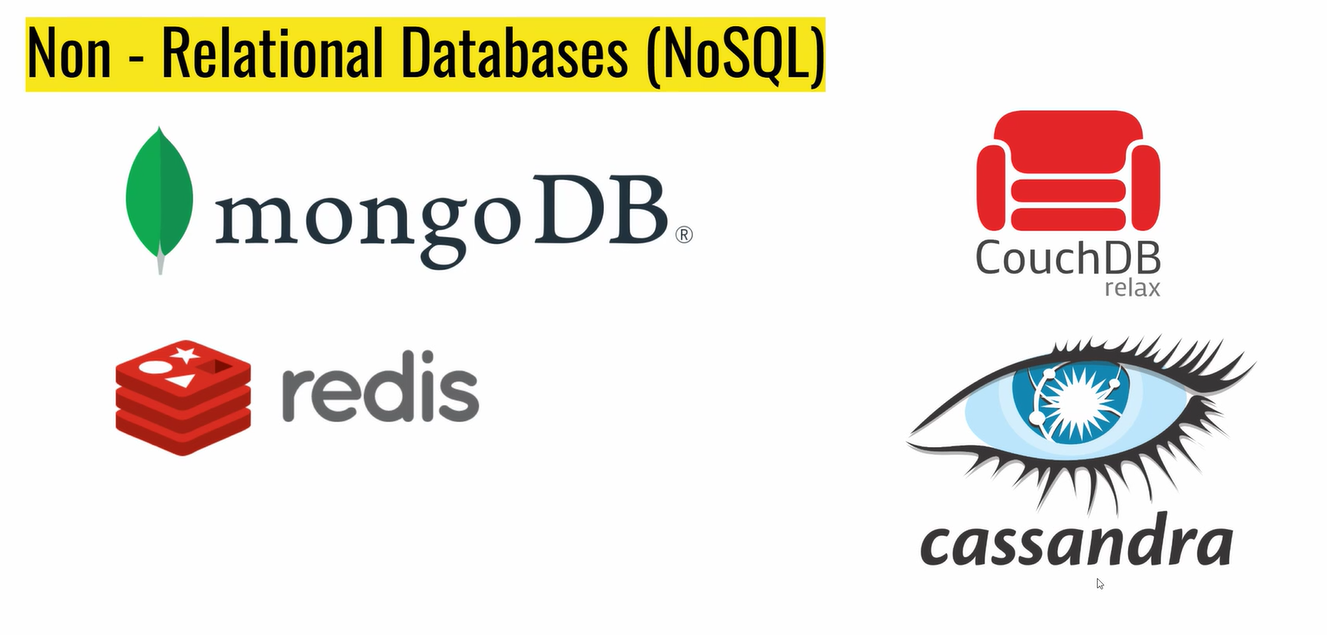 Non - Relational Databases (NoSQL)
mongoDB®
CouchDB
relax
redis
cassandra